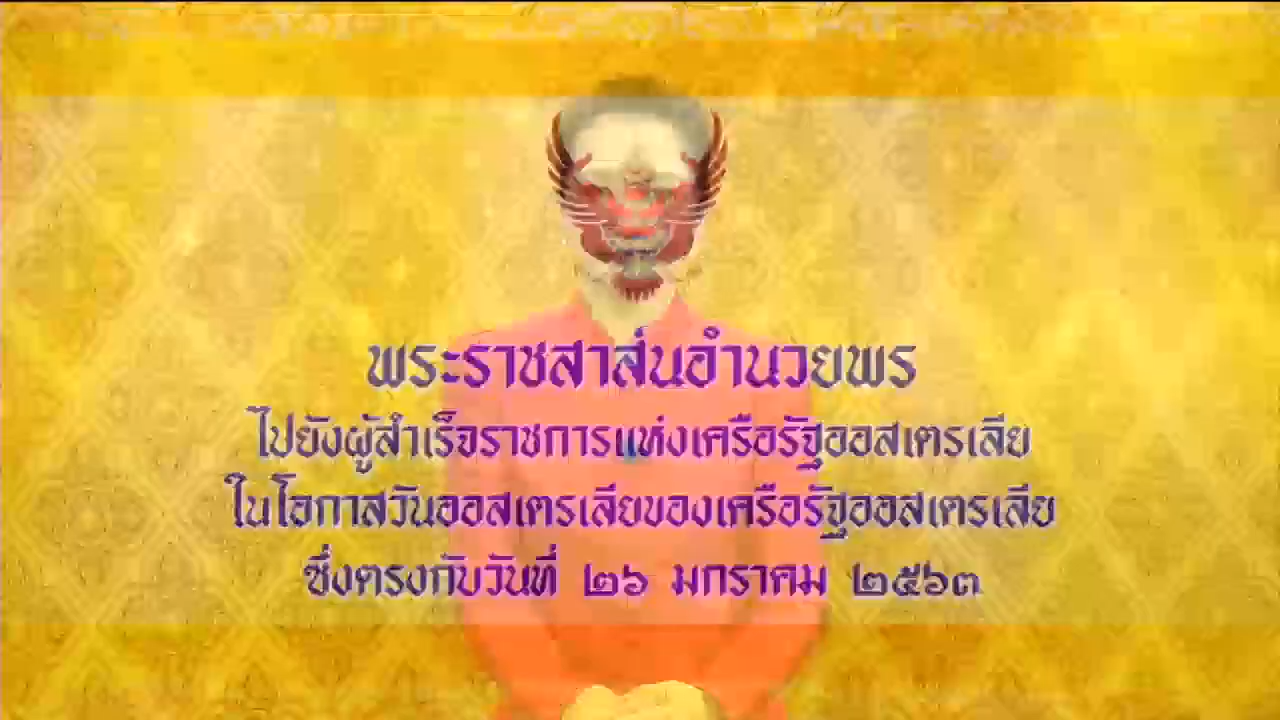 พระราชสาส์นอำนวยพร
ไปยังผู้สำเร็จราชการแห่งเครือรัฐออสเตรเลีย
ในโอกาสวันออสเตรเลียของเครือรัฐออสเตรเลีย
ซึ่งตรงกับวันที่ ๒๖ มกราคม ๒๕๖๓